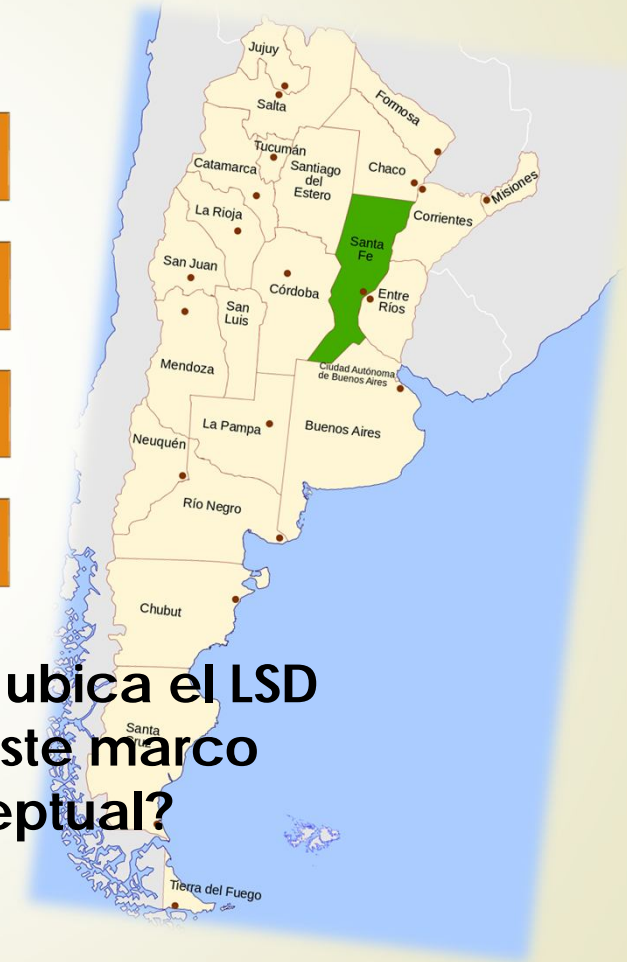 Jujuy
Salta
Formosa
Tucumán
Catamarca
Santiago
del
Estero
Chaco
Misiones
La Rioja
Corrientes
Santa
Fe
San Juan
Córdoba
Entre
Ríos
San
Luis
Mendoza
Ciudad Autónoma
de Buenos Aires
La Pampa
Buenos Aires
Neuquén
Río Negro
Chubut
ubica el LSD
Santa
Cruz
ste marco
eptual?
Tierra del Fuego